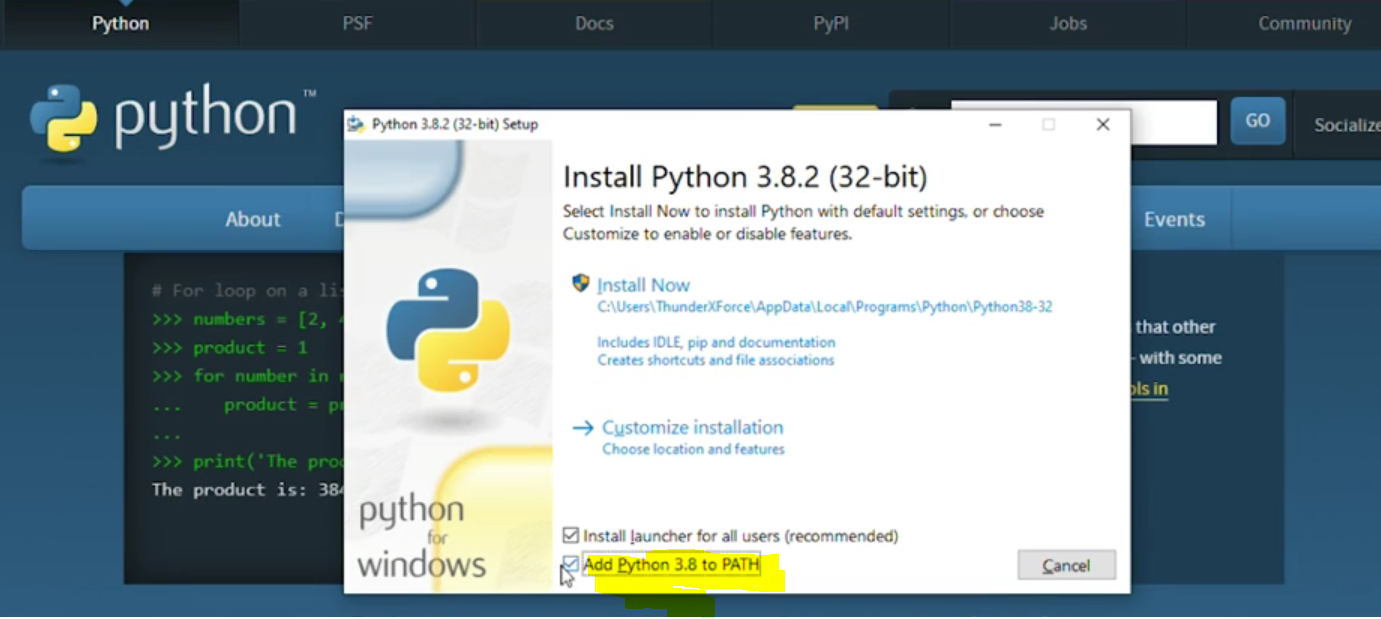 Python PSF Docs PyPI Jobs Community
python™
GO
Socialize
About
Events
# For loop on a
>>> numbers = [2,
>>> product = 1
>>> for number in
... product =
...
>>> print('The
The product is: 384
that other
with some
in
Python 3.8.2 (32-bit) Setup
Install Python 3.8.2 (32-bit)
Select Install Now to install Python with default settings, or choose
Customize to enable or disable features.
Install Now
C:\Users\ThunderXForce\AppData\Local\Programs\Python\Python38-32
Includes IDLE, pip and documentation
Creates shortcuts and file associations
Customize installation
Choose location and features
python
for
windows
Install launcher for all users (recommended)
Add Python 3.8 to PATH
Cancel